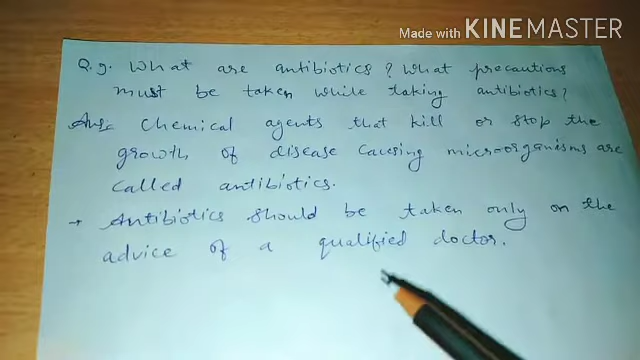 Made with KINEMASTER
Q.9. What are antibiotics? What precautions
must be taken while taking antibiotics?
Ans: Chemical agents that kill or stop the
growth of disease causing microorganisms are
called antibiotics.
→ Antibiotics should be taken only on the
advice of a qualified doctor.